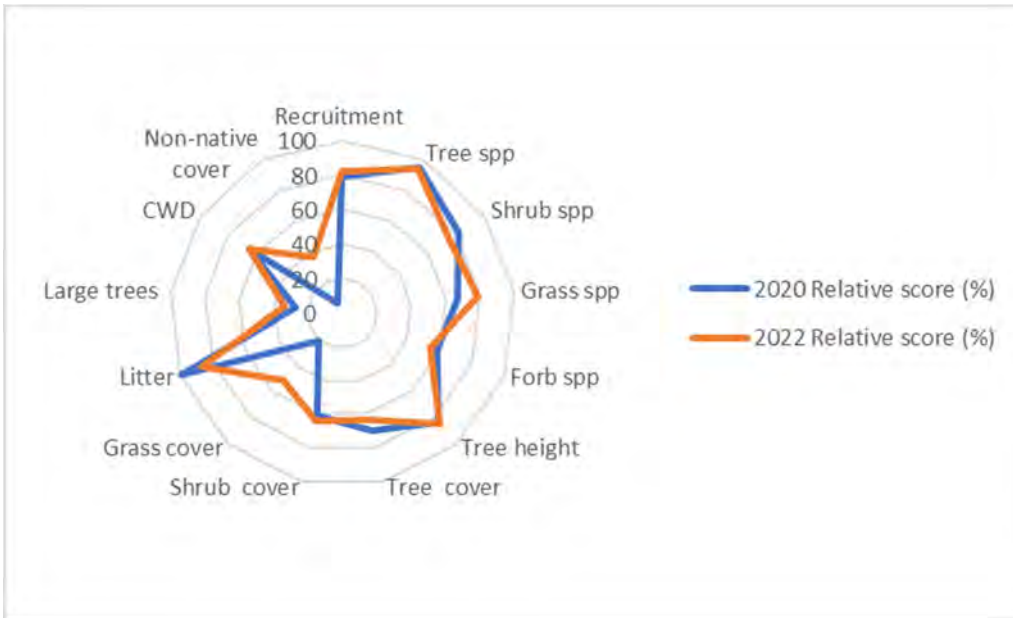 Recruitment
Tree spp
Shrub spp
Grass spp
Forb spp
Tree height
Tree cover
Shrub cover
Grass cover
Litter
Large trees
CWD
Non-native
cover
100
80
60
40
20
0
2020 Relative score (%)
2022 Relative score (%)